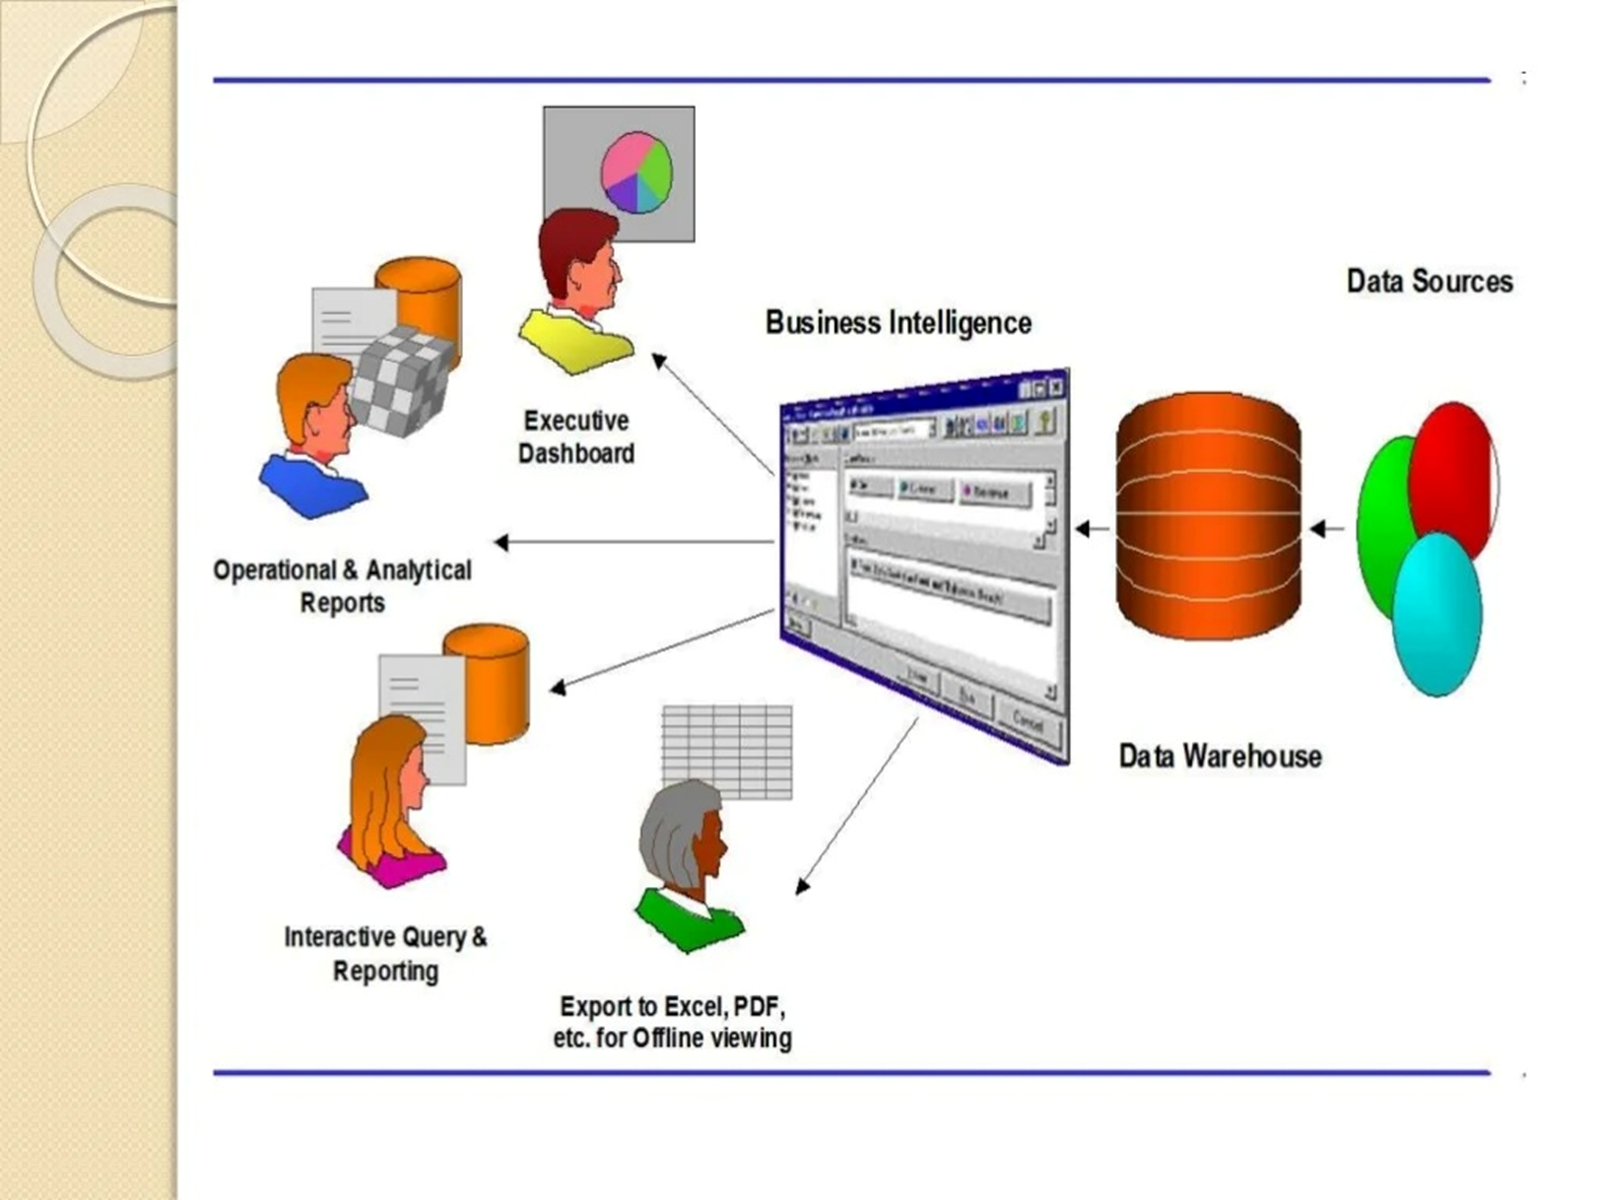 Data Sources
Business Intelligence
Executive
Dashboard
Operational & Analytical
Reports
Data Warehouse
Interactive Query &
Reporting
Export to Excel, PDF,
etc. for Offline viewing
Cancel